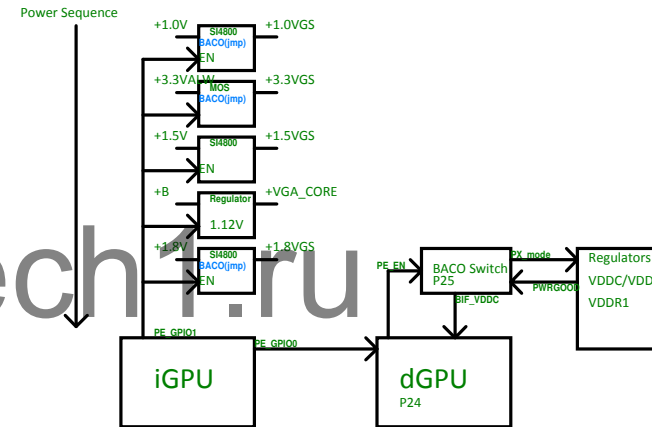 Power Sequence
+1.0V
SI4800
BACO(jmp)
EN
+1.0VGS
+3.3VALW
MOS
BACO(jmp)
+3.3VGS
+1.5V
SI4800
EN
+1.5VGS
+B
Regulator
1.12V
+VGA_CORE
+1.8V
SI4800
BACO(jmp)
EN
+1.8VGS
ech1.ru
PE_EN
BACO Switch
P25
PX_mode
PWRGOOD
BIF_VDDC
Regulators
VDDC/VDD
VDDR1
PE_GPIO1
PE_GPIO0
iGPU
dGPU
P24